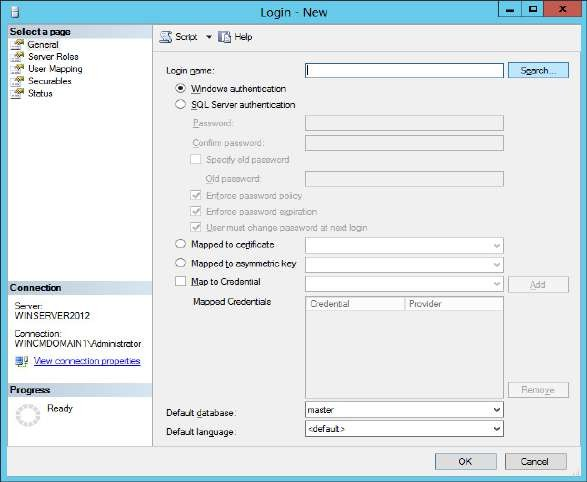 Login - New
Select a page
General
Server Roles
User Mapping
Securables
Status
Script
Help
Login name:
Search...
Windows authentication
SQL Server authentication
Password:
Confirm password:
Specify old password
Old password:
Enforce password policy
Enforce password expiration
User must change password at next login
Mapped to certificate
Mapped to asymmetric key
Map to Credential
Add
Mapped Credentials
Credential Provider
Remove
Default database: master
Default language: <default>
Connection
Server:
WINSERVER2012
Connection:
WINCMDOMAIN1\Administrator
View connection properties
Progress
Ready
OK
Cancel